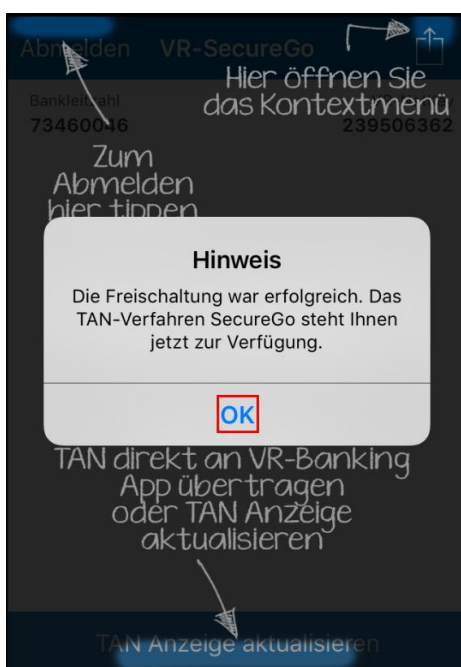 Abmelden VR-SecureGo
Hier öffnen Sie
das Kontextmenü
Bankleitzahl
73460046 239506362
Zum
Abmelden
hier tippen
Hinweis
Die Freischaltung war erfolgreich. Das
TAN-Verfahren SecureGo steht Ihnen
jetzt zur Verfügung.
OK
TAN direkt an VR-Banking
App übertragen
oder TAN Anzeige
aktualisieren
TAN Anzeige aktualisieren